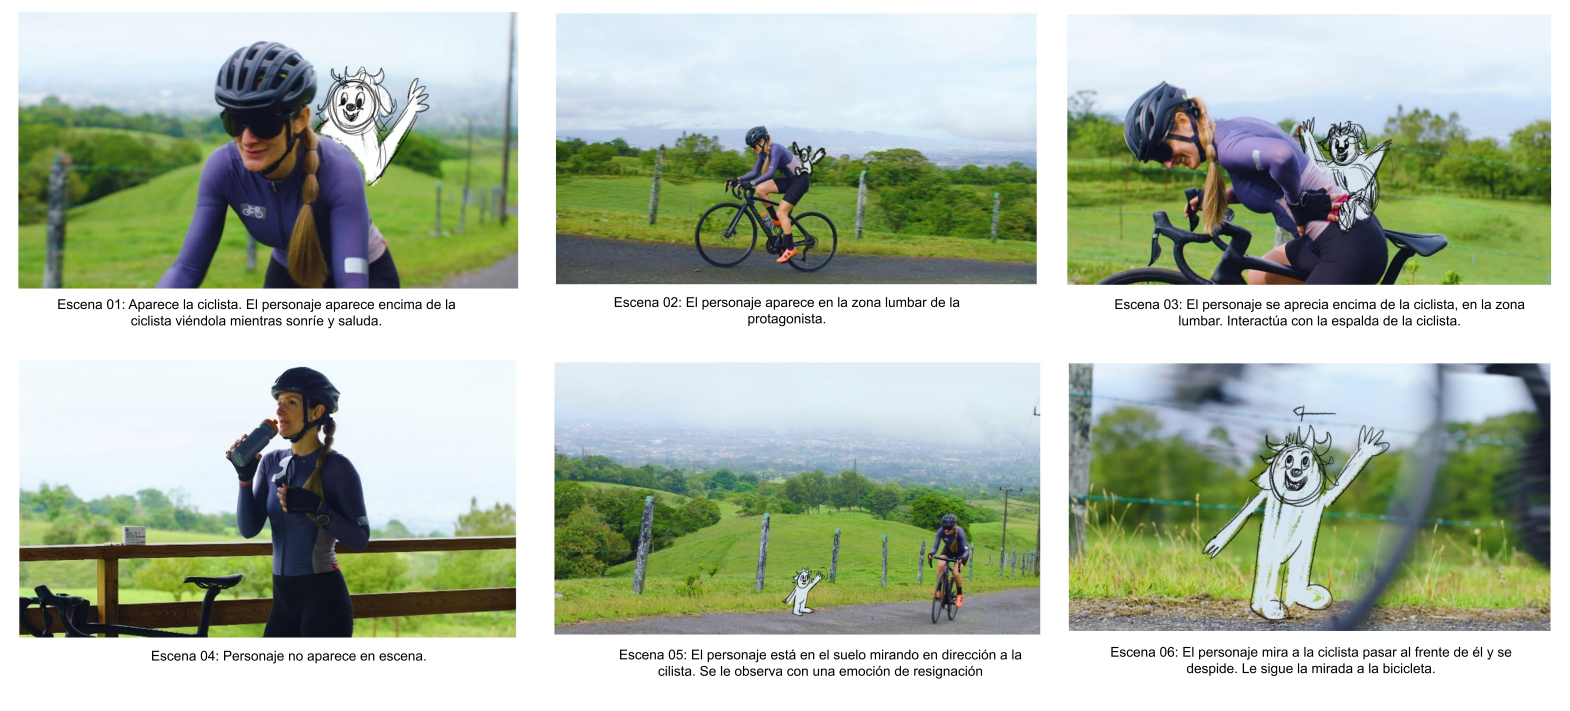 Escena 01: Aparece la ciclista. El personaje aparece encima de la
ciclista viéndola mientras sonríe y saluda.
Escena 02: El personaje aparece en la zona lumbar de la
protagonista.
Escena 03: El personaje se aprecia encima de la ciclista, en la zona
lumbar. Interactúa con la espalda de la ciclista.
Escena 04: Personaje no aparece en escena.
Escena 05: El personaje está en el suelo mirando en dirección a la
cilista. Se le observa con una emoción de resignación
Escena 06: El personaje mira a la ciclista pasar al frente de él y se
despide. Le sigue la mirada a la bicicleta.